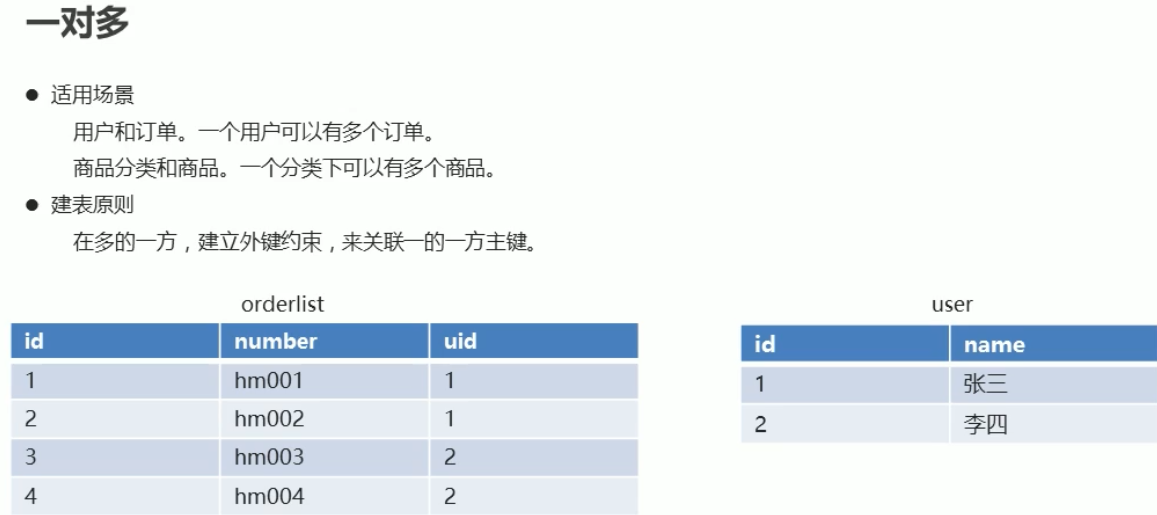 一对多
● 适用场景
用户和订单。一个用户可以有多个订单。
商品分类和商品。一个分类下可以有多个商品。
● 建表原则
在多的一方，建立外键约束，来关联一的一方主键。
orderlist
id number uid
1 hm001 1
2 hm002 1
3 hm003 2
4 hm004 2
user
id name
1 张三
2 李四